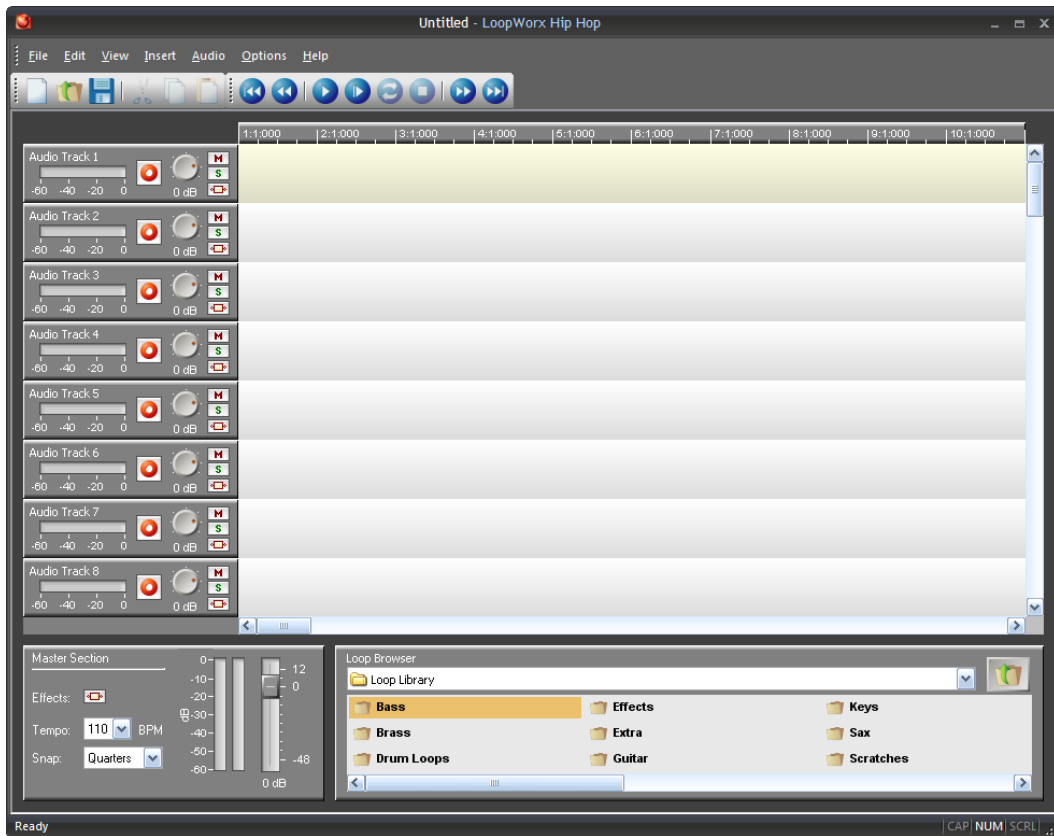 Untitled - LoopWorx Hip Hop
File Edit View Insert Audio Options Help
1:1:000 2:1:000 3:1:000 4:1:000 5:1:000 6:1:000 7:1:000 8:1:000 9:1:000 10:1:000
Audio Track 1
M
S
-60 -40 -20 0 0 dB
Audio Track 2
M
S
-60 -40 -20 0 0 dB
Audio Track 3
M
S
-60 -40 -20 0 0 dB
Audio Track 4
M
S
-60 -40 -20 0 0 dB
Audio Track 5
M
S
-60 -40 -20 0 0 dB
Audio Track 6
M
S
-60 -40 -20 0 0 dB
Audio Track 7
M
S
-60 -40 -20 0 0 dB
Audio Track 8
M
S
-60 -40 -20 0 0 dB
Master Section
Effects:
Tempo: 110 BPM
Snap: Quarters
dB
0
-10
-20
-30
-40
-50
-60
12
0
-48
0 dB
Loop Browser
Loop Library
Bass Effects Keys
Brass Extra Sax
Drum Loops Guitar Scratches
Ready CAP NUM SCRL